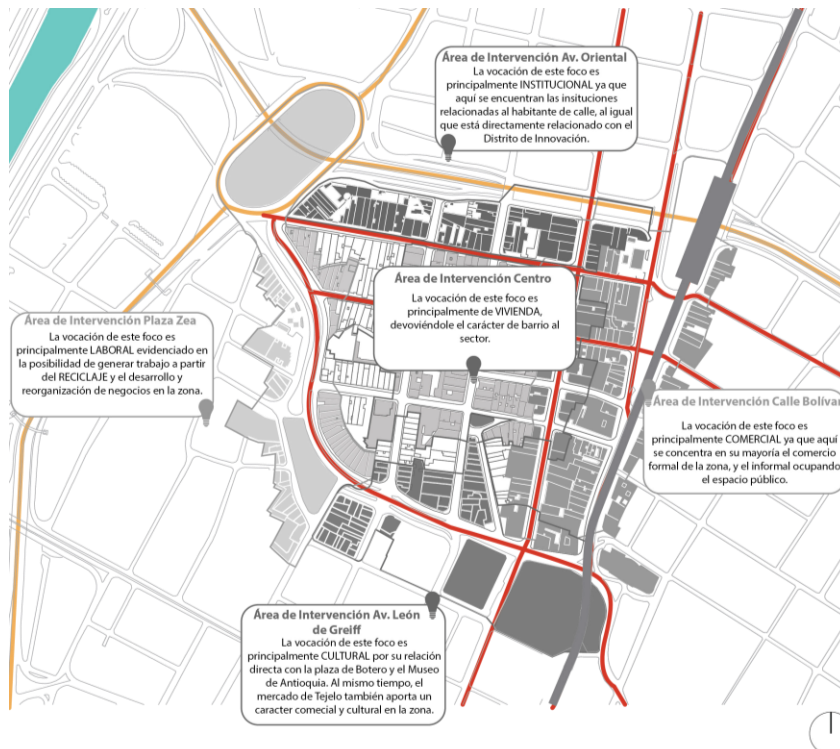 Área de Intervención Av. Oriental
La vocación de este foco es
principalmente INSTITUCIONAL ya que
aquí se encuentran las insituciones
relacionadas al habitante de calle, al igual
que está directamente relacionado con el
Distrito de Innovación.
Área de Intervención Centro
La vocación de este foco es
principalmente de VIVIENDA,
devoviéndole el carácter de barrio al
sector.
Área de Intervención Plaza Zea
La vocación de este foco es
principalmente LABORAL evidenciado en
la posibilidad de generar trabajo a partir
del RECICLAJE y el desarrollo y
reorganización de negocios en la zona.
Área de Intervención Calle Bolívar
La vocación de este foco es
principalmente COMERCIAL ya que aquí
se concentra en su mayoría el comercio
formal de la zona, y el informal ocupando
el espacio público.
Área de Intervención Av. León
de Greiff
La vocación de este foco es
principalmente CULTURAL por su relación
directa con la plaza de Botero y el Museo
de Antioquia. Al mismo tiempo, el
mercado de Tejelo también aporta un
caracter comecial y cultural en la zona.